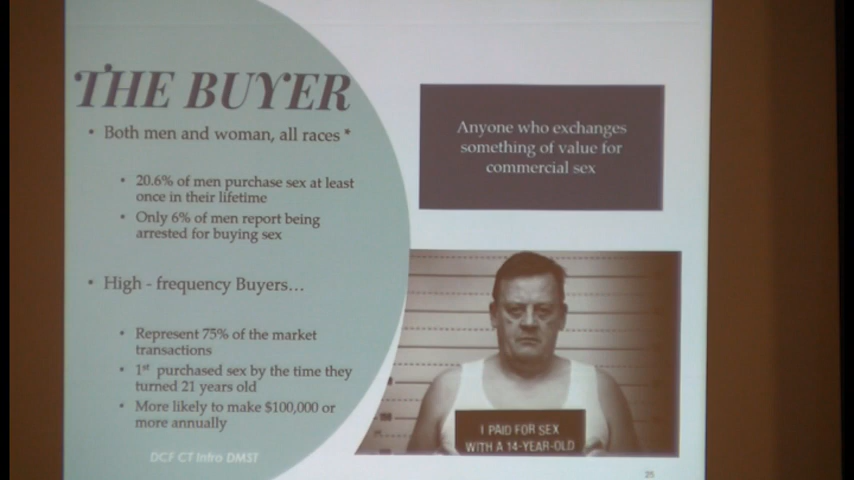 THE BUYER
• Both men and woman, all races *
• 20.6% of men purchase sex at least
once in their lifetime
• Only 6% of men report being
arrested for buying sex
• High - frequency Buyers…
• Represent 75% of the market
transactions
• 1st purchased sex by the time they
turned 21 years old
• More likely to make $100,000 or
more annually
DCF CT Intro DMST
Anyone who exchanges
something of value for
commercial sex
I PAID FOR SEX
WITH A 14-YEAR-OLD
25